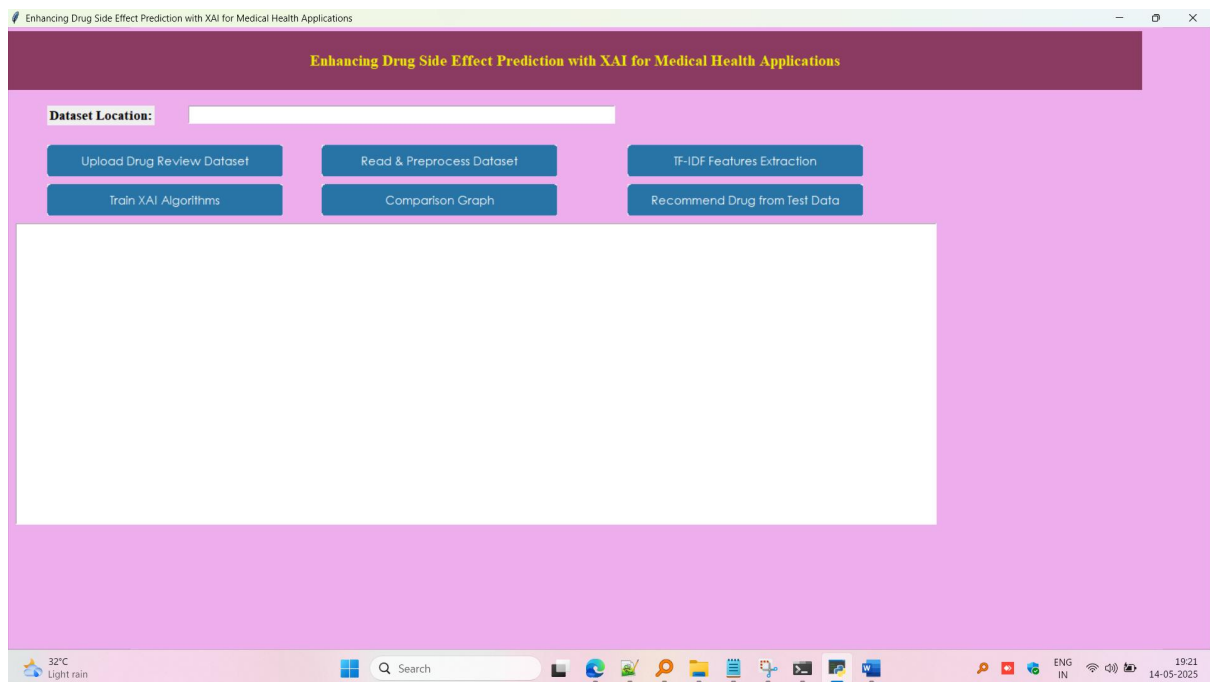 Enhancing Drug Side Effect Prediction with XAI for Medical Health Applications
Enhancing Drug Side Effect Prediction with XAI for Medical Health Applications
Dataset Location:
Upload Drug Review Dataset
Read & Preprocess Dataset
TF-IDF Features Extraction
Train XAI Algorithms
Comparison Graph
Recommend Drug from Test Data
32°C
Light rain
Search
ENG
IN
19:21
14-05-2025